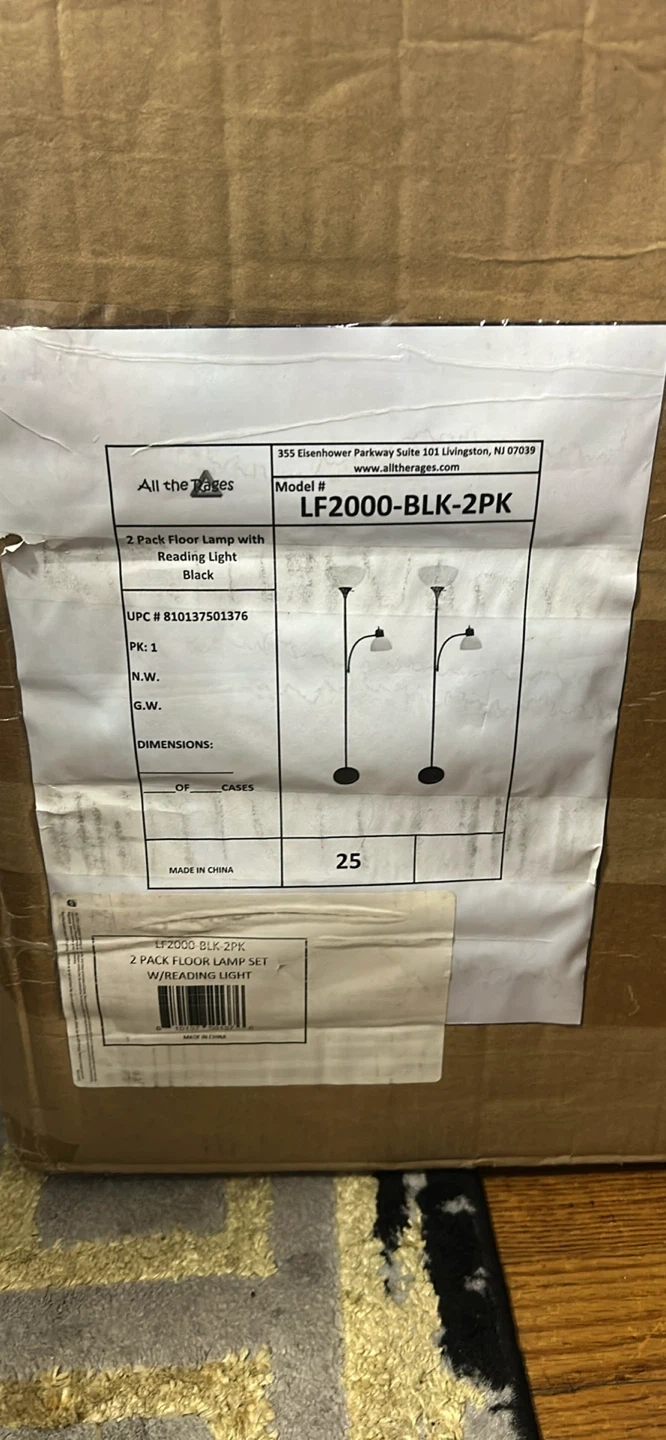 All the Rages
355 Eisenhower Parkway Suite 101 Livingston, NJ 07039
www.alltherages.com
Model #
LF2000-BLK-2PK
2 Pack Floor Lamp with
Reading Light
Black
UPC # 810137501376
PK: 1
N.W.
G.W.
DIMENSIONS:
____OF____CASES
MADE IN CHINA
25
LF2000-BLK-2PK
2 PACK FLOOR LAMP SET
W/READING LIGHT
MADE IN CHINA